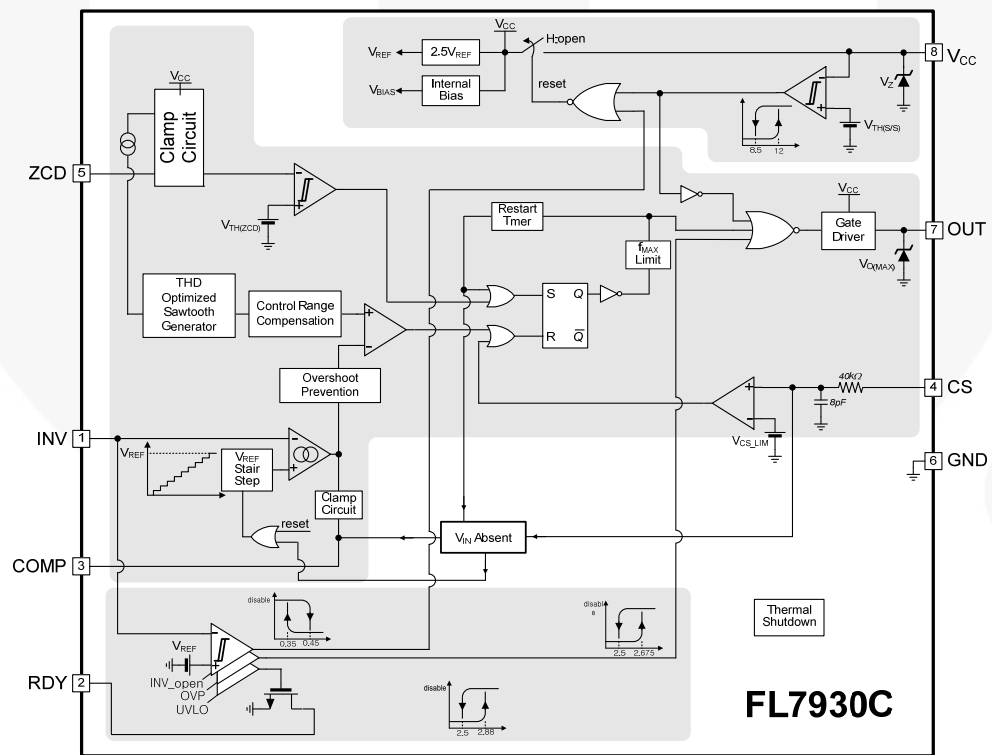 VCC
H:open
VREF
2.5VREF
reset
VBIAS
Internal
Bias
8
VCC
VZ
VTH(S/S)
8.5 12
VCC
Clamp
Circuit
ZCD
5
VTH(ZCD)
Restart
Tmer
VCC
Gate
Driver
7
OUT
VO(MAX)
fMAX
Limit
THD
Optimized
Sawtooth
Generator
Control Range
Compensation
S Q
R Q
Overshoot
Prevention
40kΩ
8pF
4
CS
VCS_LIM
INV
1
VREF
VREF
Stair
Step
Clamp
Circuit
reset
6
GND
VIN Absent
COMP
3
disable
0.35 0.45
disabl
e
2.5 2.675
Thermal
Shutdown
VREF
INV_open
OVP
UVLO
RDY
2
disable
2.5 2.88
FL7930C